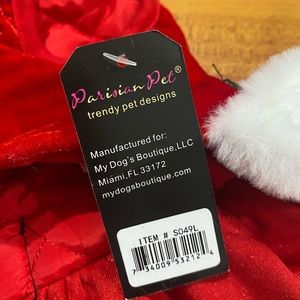 Parisian Pet®
trendy pet designs
Manufactured for:
My Dog's Boutique,LLC
Miami,FL 33172
mydogsboutique.com
ITEM # S049L
7 34009 53212 4